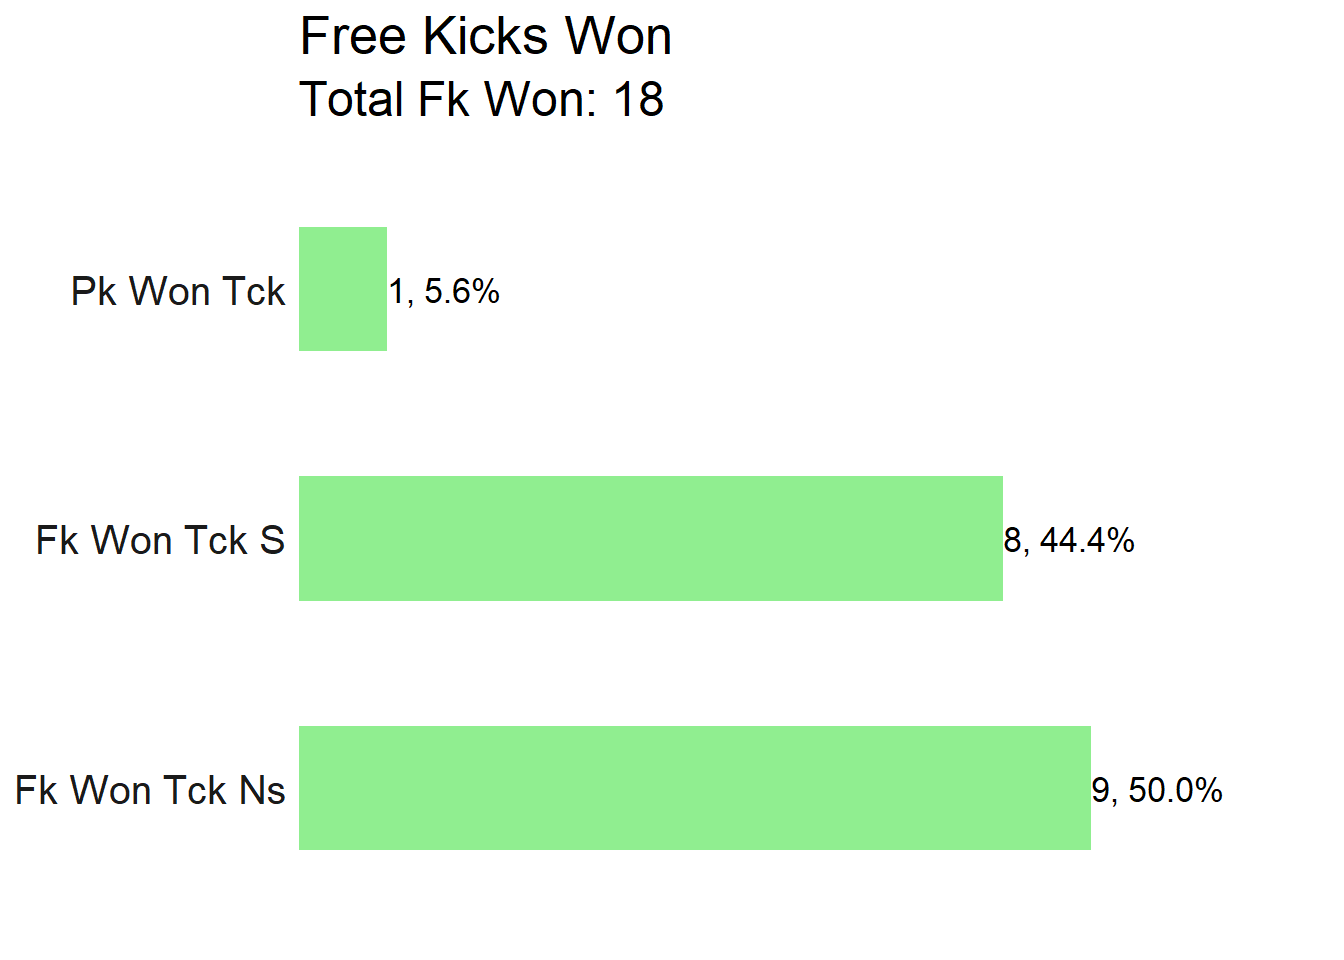 Free Kicks Won
Total Fk Won: 18
Pk Won Tck
1, 5.6%
Fk Won Tck S
8, 44.4%
Fk Won Tck Ns
9, 50.0%